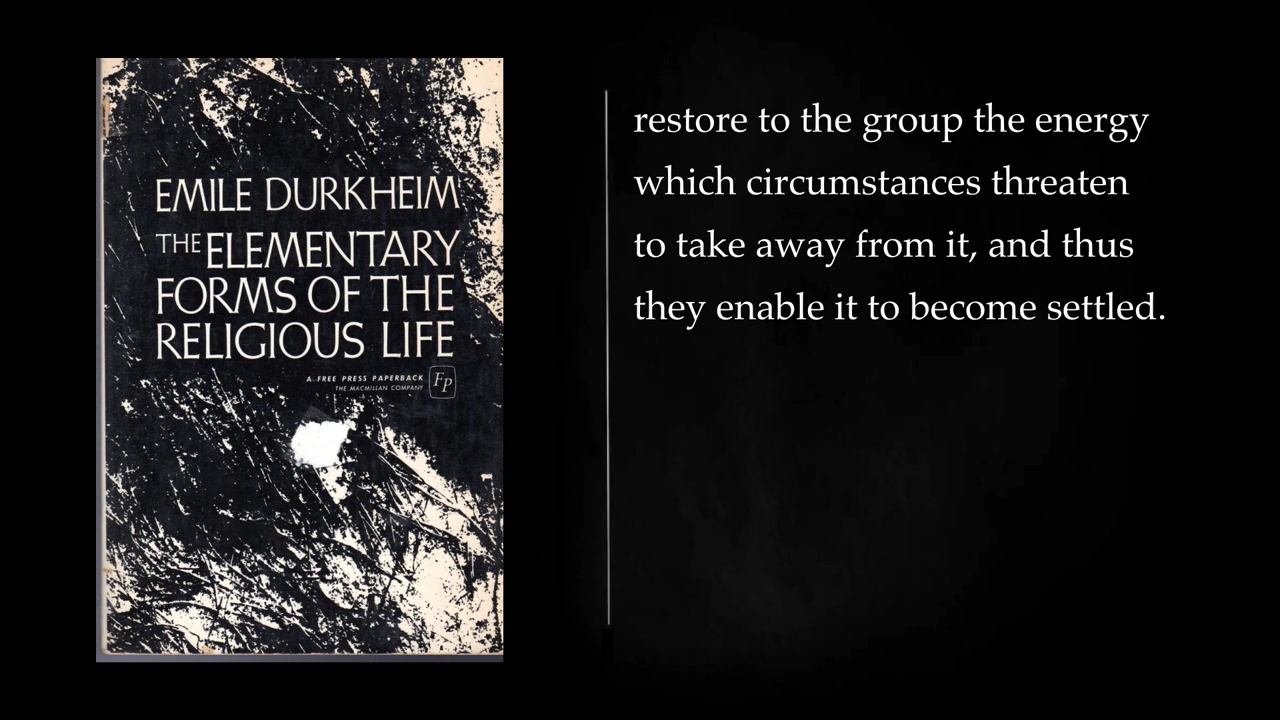 EMILE DURKHEIM
THE ELEMENTARY
FORMS OF THE
RELIGIOUS LIFE
A FREE PRESS PAPERBACK
THE MACMILLAN COMPANY
FP
restore to the group the energy
which circumstances threaten
to take away from it, and thus
they enable it to become settled.